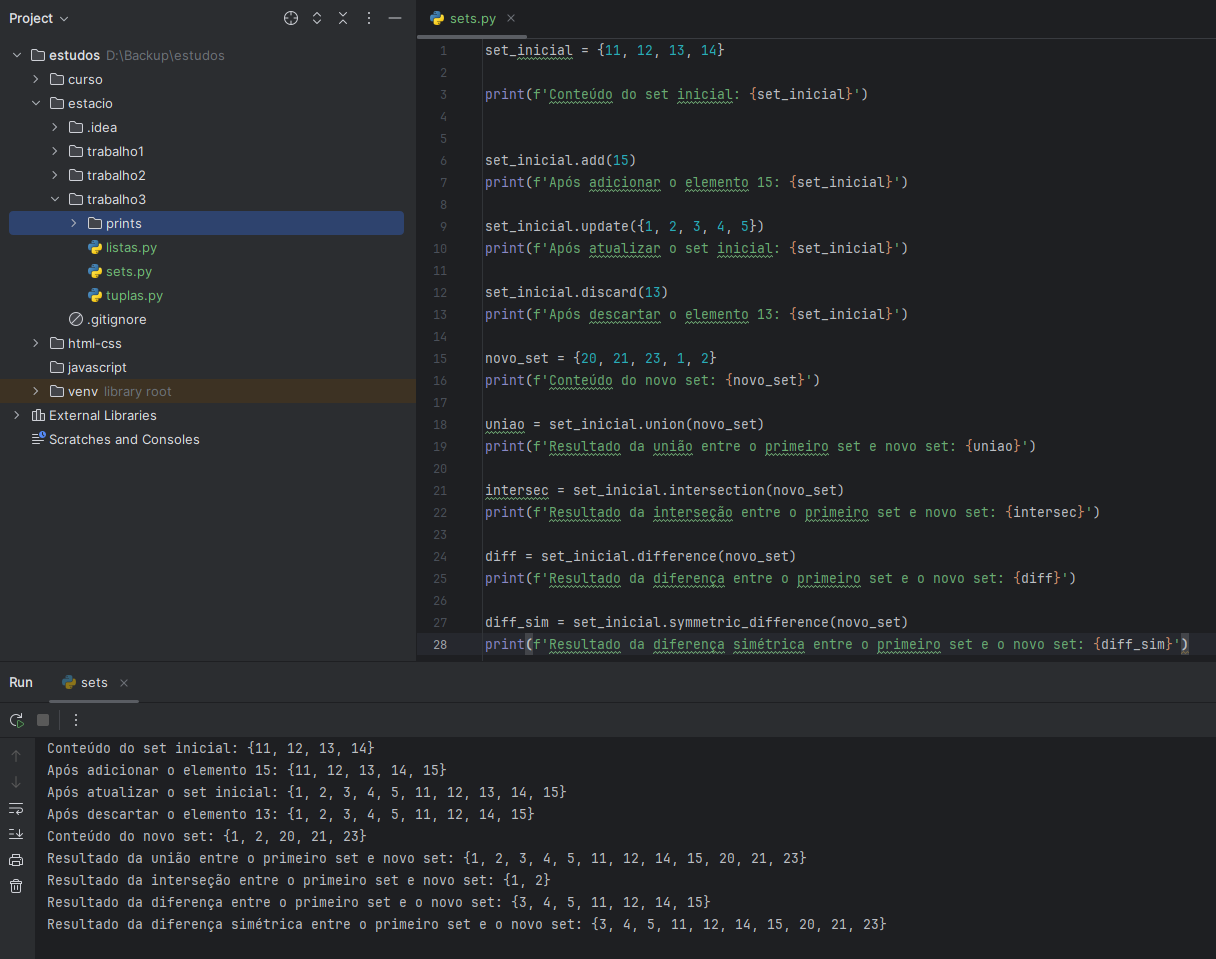 Project
estudos D:\Backup\estudos
curso
estacio
.idea
trabalho1
trabalho2
trabalho3
prints
listas.py
sets.py
tuplas.py
.gitignore
html-css
javascript
venv library root
External Libraries
Scratches and Consoles
sets.py
1 set_inicial = {11, 12, 13, 14}
2
3 print(f'Conteúdo do set inicial: {set_inicial}')
4
5
6 set_inicial.add(15)
7 print(f'Após adicionar o elemento 15: {set_inicial}')
8
9 set_inicial.update({1, 2, 3, 4, 5})
10 print(f'Após atualizar o set inicial: {set_inicial}')
11
12 set_inicial.discard(13)
13 print(f'Após descartar o elemento 13: {set_inicial}')
14
15 novo_set = {20, 21, 23, 1, 2}
16 print(f'Conteúdo do novo set: {novo_set}')
17
18 uniao = set_inicial.union(novo_set)
19 print(f'Resultado da união entre o primeiro set e novo set: {uniao}')
20
21 intersec = set_inicial.intersection(novo_set)
22 print(f'Resultado da interseção entre o primeiro set e novo set: {intersec}')
23
24 diff = set_inicial.difference(novo_set)
25 print(f'Resultado da diferença entre o primeiro set e o novo set: {diff}')
26
27 diff_sim = set_inicial.symmetric_difference(novo_set)
28 print(f'Resultado da diferença simétrica entre o primeiro set e o novo set: {diff_sim}')
Run sets
Conteúdo do set inicial: {11, 12, 13, 14}
Após adicionar o elemento 15: {11, 12, 13, 14, 15}
Após atualizar o set inicial: {1, 2, 3, 4, 5, 11, 12, 13, 14, 15}
Após descartar o elemento 13: {1, 2, 3, 4, 5, 11, 12, 14, 15}
Conteúdo do novo set: {1, 2, 20, 21, 23}
Resultado da união entre o primeiro set e novo set: {1, 2, 3, 4, 5, 11, 12, 14, 15, 20, 21, 23}
Resultado da interseção entre o primeiro set e novo set: {1, 2}
Resultado da diferença entre o primeiro set e o novo set: {3, 4, 5, 11, 12, 14, 15}
Resultado da diferença simétrica entre o primeiro set e o novo set: {3, 4, 5, 11, 12, 14, 15, 20, 21, 23}